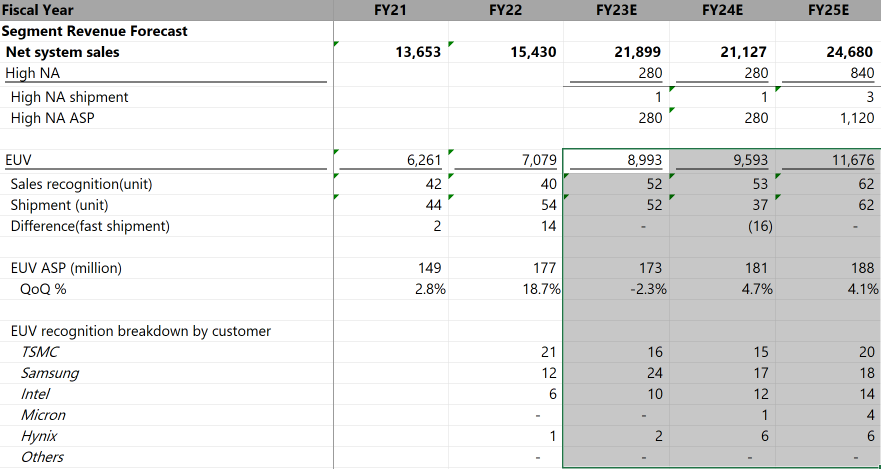 Fiscal Year FY21 FY22 FY23E FY24E FY25E
Segment Revenue Forecast
Net system sales 13,653 15,430 21,899 21,127 24,680
High NA 280 280 840
High NA shipment 1 1 3
High NA ASP 280 280 1,120
EUV 6,261 7,079 8,993 9,593 11,676
Sales recognition(unit) 42 40 52 53 62
Shipment (unit) 44 54 52 37 62
Difference(fast shipment) 2 14 - (16) -
EUV ASP (million) 149 177 173 181 188
QoQ % 2.8% 18.7% -2.3% 4.7% 4.1%
EUV recognition breakdown by customer
TSMC 21 16 15 20
Samsung 12 24 17 18
Intel 6 10 12 14
Micron - - 1 4
Hynix 1 2 6 6
Others - - - -